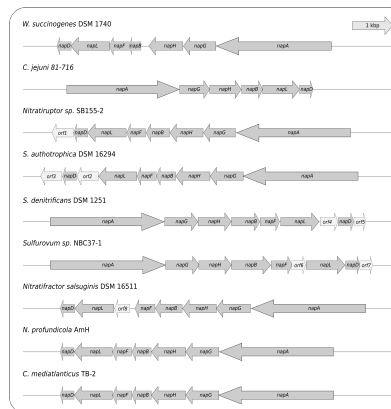 W. succinogenes DSM 1740
1 kbp
napD napL napF napB napH napG napA
C. jejuni 81-716
napA napG napH napB napL napD
Nitratiruptor sp. SB155-2
orf1 napD napL napF napB napH napG napA
S. authotrophica DSM 16294
orf3 napD orf2 napL napF napB napH napG napA
S. denitrificans DSM 1251
napA napG napH napB napF napL orf4 napD orf5
Sulfurovum sp. NBC37-1
napA napG napH napB napF orf6 napL napD orf7
Nitratifractor salsuginis DSM 16511
napD napL orf8 napF napB napH napG napA
N. profundicola AmH
napD napL napF napB napH napG napA
C. mediatlanticus TB-2
napD napL napF napB napH napG napA